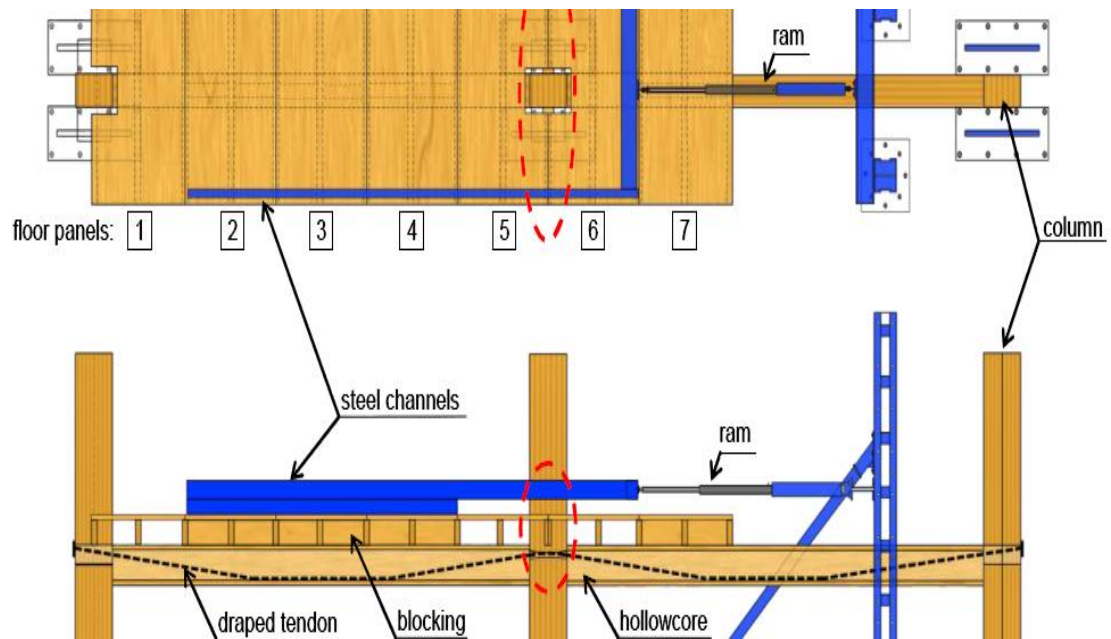 ram
floor panels: 1 2 3 4 5 6 7
column
steel channels
ram
draped tendon
blocking
hollowcore